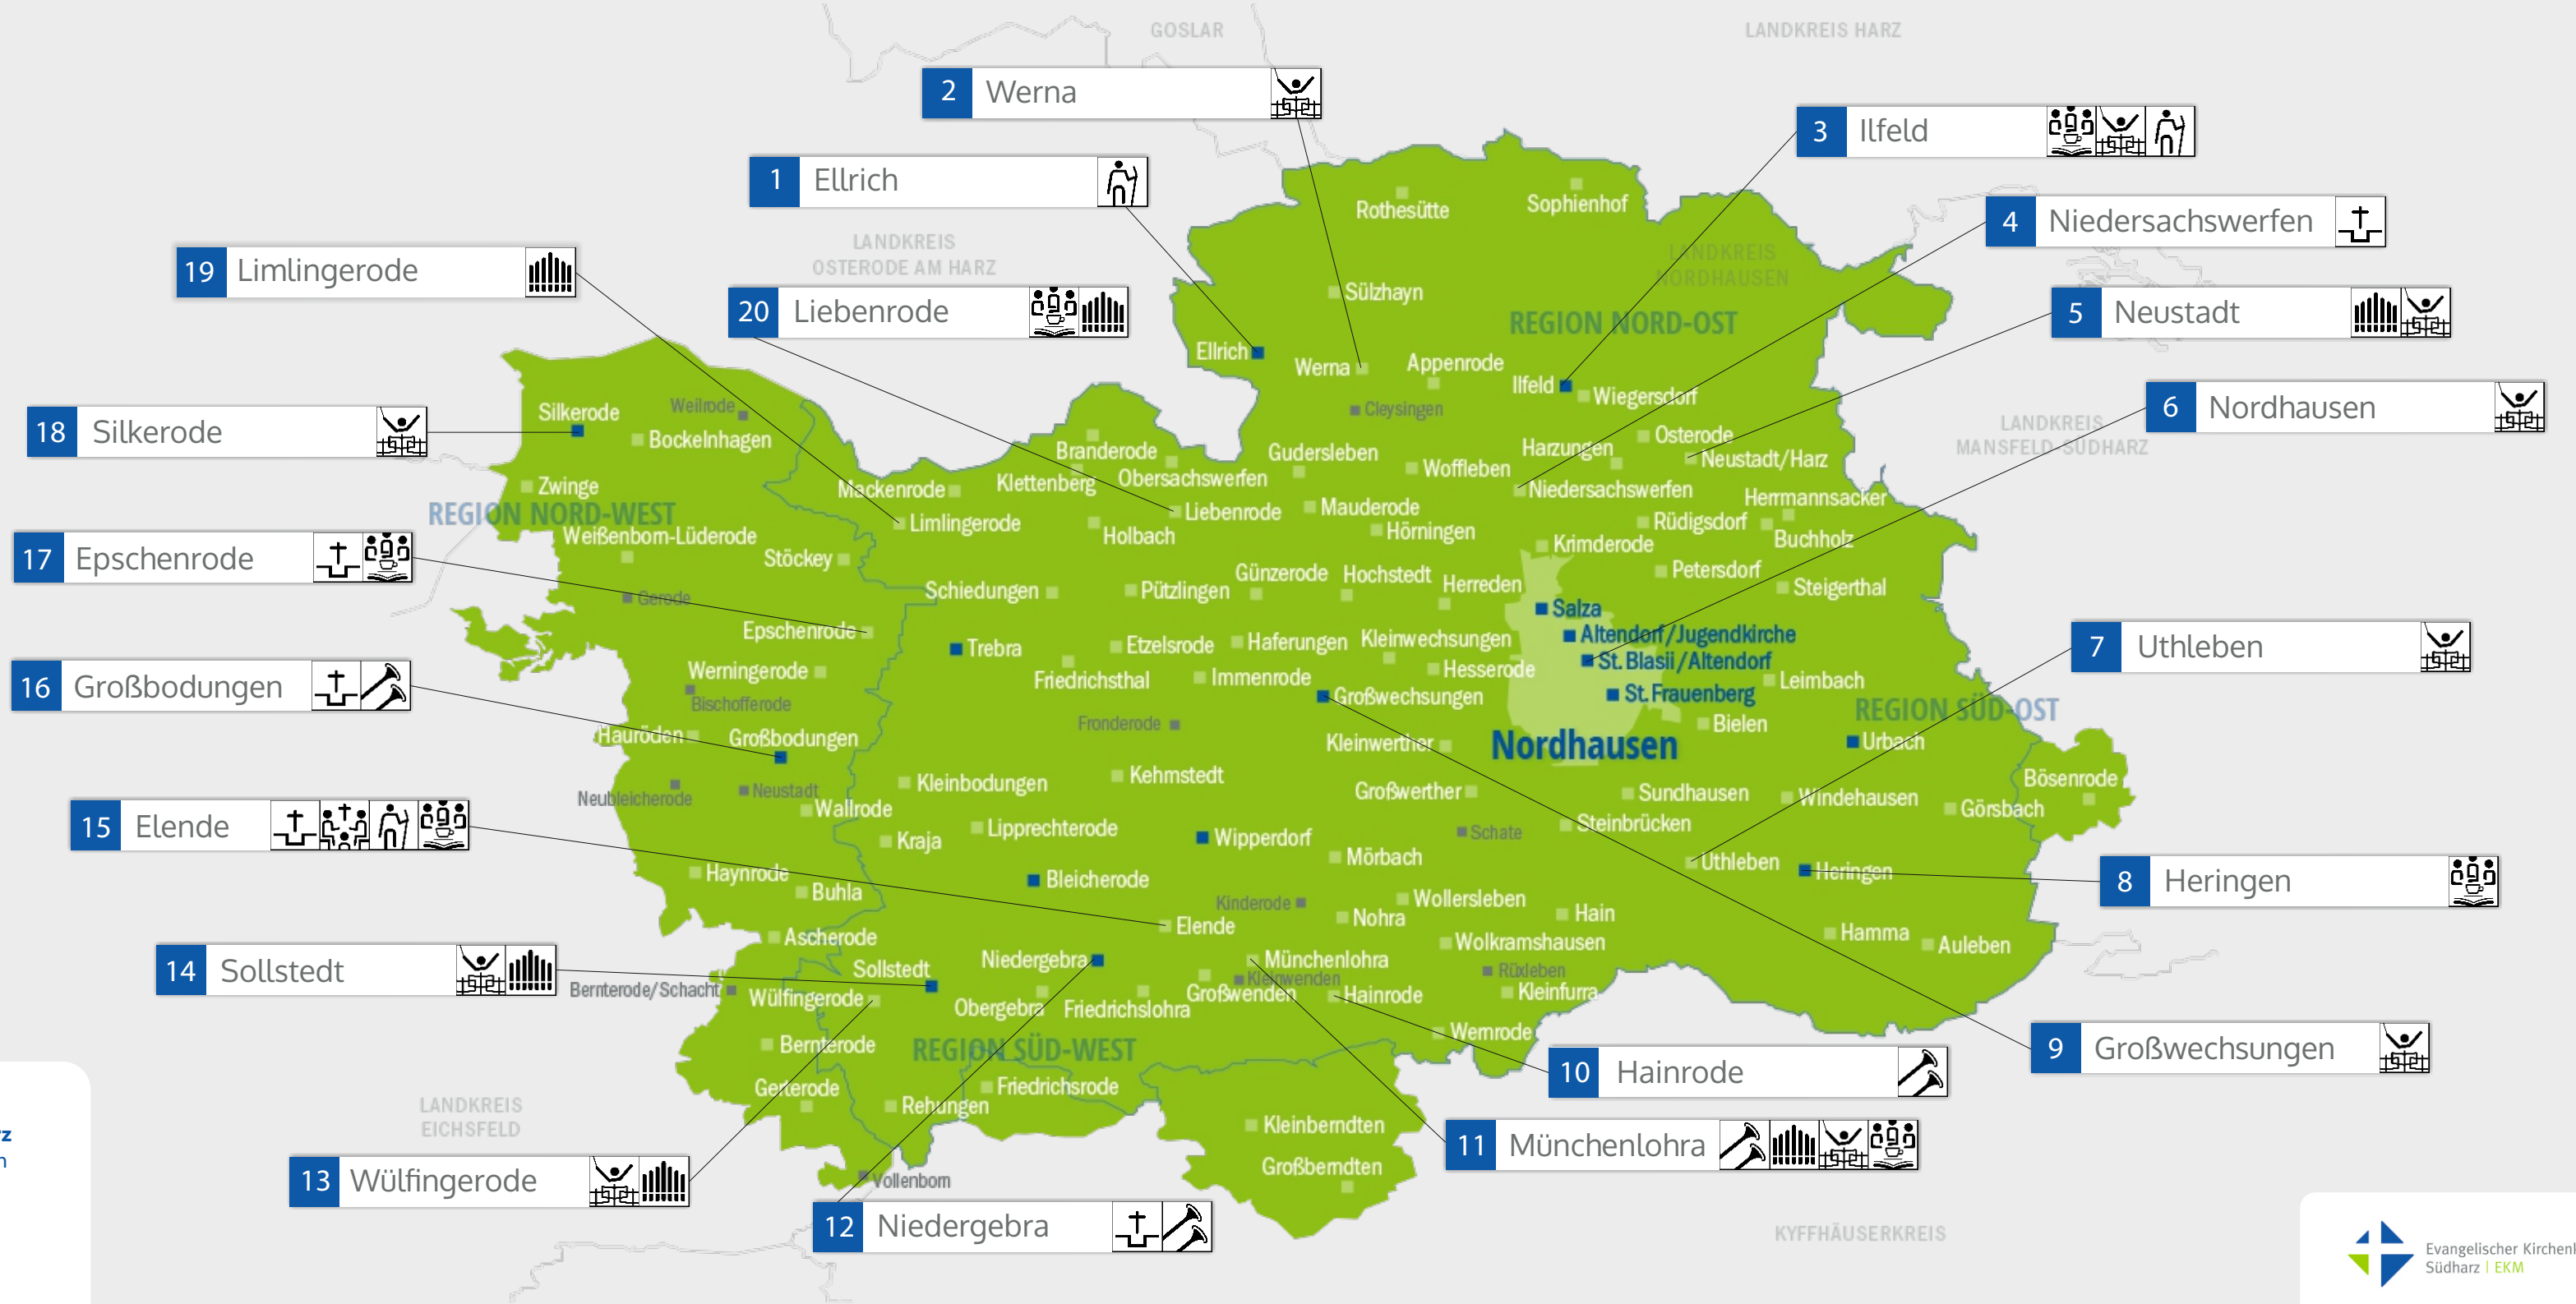 GOSLAR
LANDKREIS HARZ
2 Werna
3 Ilfeld
1 Ellrich
4 Niedersachswerfen
19 Limlingerode
LANDKREIS
OSTERODE AM HARZ
20 Liebenrode
5 Neustadt
18 Silkerode
6 Nordhausen
LANDKREIS
MANSFELD-SÜDHARZ
17 Epschenrode
16 Großbodungen
7 Uthleben
15 Elende
8 Heringen
14 Sollstedt
9 Großwechsungen
10 Hainrode
11 Münchenlohra
13 Wülfingerode
12 Niedergebra
LANDKREIS
EICHSFELD
KYFFHÄUSERKREIS
Rothesütte
Sophienhof
LANDKREIS
NORDHAUSEN
Sülzhayn
REGION NORD-OST
Ellrich
Werna
Appenrode
Ilfeld
Wiegersdorf
Cleysingen
Silkerode
Weilrode
Bockelnhagen
Zwinge
REGION NORD-WEST
Weißenborn-Lüderode
Stöckey
Gerode
Branderode
Klettenberg
Obersachswerfen
Gudersleben
Woffleben
Harzungen
Osterode
Neustadt/Harz
Mackenrode
Limlingerode
Holbach
Liebenrode
Mauderode
Hörningen
Niedersachswerfen
Herrmannsacker
Rüdigsdorf
Buchholz
Krimderode
Petersdorf
Steigerthal
Schiedungen
Pützlingen
Günzerode
Hochstedt
Herreden
Salza
Altendorf/Jugendkirche
St. Blasii/Altendorf
St. Frauenberg
Nordhausen
Epschenrode
Trebra
Etzelsrode
Haferungen
Kleinwechsungen
Hesserode
Werningerode
Friedrichsthal
Immenrode
Großwechsungen
Leimbach
REGION SÜD-OST
Bischofferode
Fronderode
Bielen
Urbach
Hauröden
Großbodungen
Kleinwerther
Bösenrode
Neubleicherode
Neustadt
Kleinbodungen
Kehmstedt
Großwerther
Sundhausen
Windehausen
Görsbach
Wallrode
Kraja
Lipprechterode
Wipperdorf
Schate
Steinbrücken
Mörbach
Uthleben
Heringen
Haynrode
Buhla
Bleicherode
Kinderode
Wollersleben
Nohra
Hain
Elende
Ascherode
Wolkramshausen
Hamma
Auleben
Sollstedt
Niedergebra
Münchenlohra
Kleinwenden
Rüxleben
Bernterode/Schacht
Wülfingerode
Obergebra
Friedrichslohra
Großwenden
Hainrode
Kleinfurra
Wernrode
Bernterode
REGION SÜD-WEST
Gerterode
Friedrichsrode
Rehungen
Kleinberndten
Großberndten
Vollenborn
Evangelischer Kirchenk
Südharz | EKM